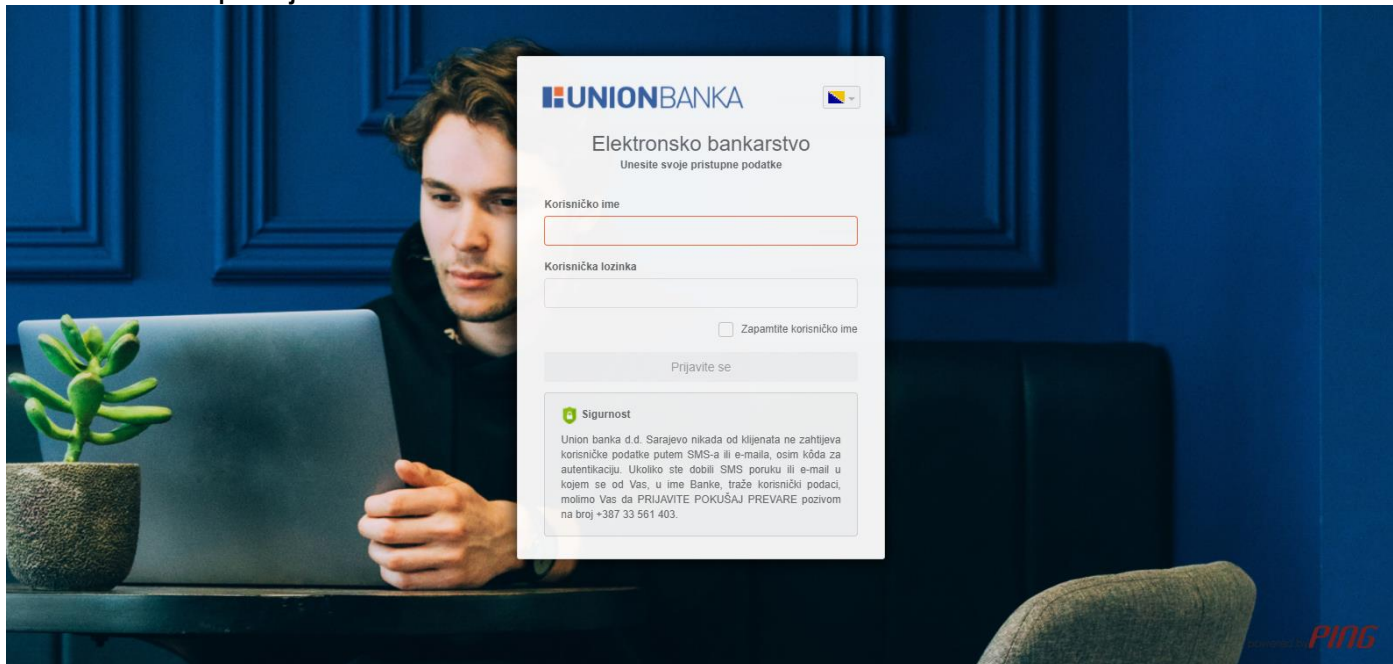 UNIONBANKA
Elektronsko bankarstvo
Unesite svoje pristupne podatke
Korisničko ime
Korisnička lozinka
Zapamtite korisničko ime
Prijavite se
Sigurnost
Union banka d.d. Sarajevo nikada od klijenata ne zahtijeva
korisničke podatke putem SMS-a ili e-maila, osim kôda za
autentikaciju. Ukoliko ste dobili SMS poruku ili e-mail u
kojem se od Vas, u ime Banke, traže korisnički podaci,
molimo Vas da PRIJAVITE POKUŠAJ PREVARE pozivom
na broj +387 33 561 403.
PING